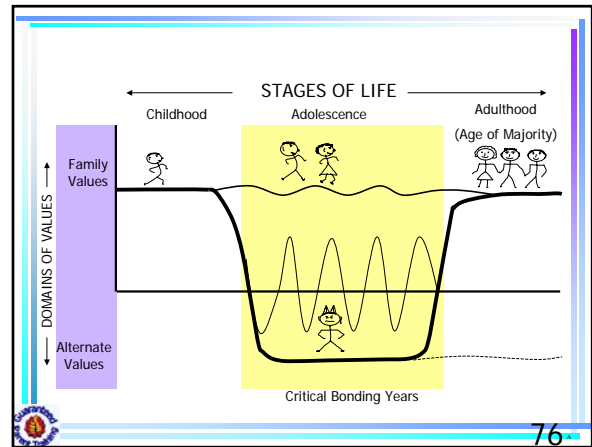 STAGES OF LIFE
Childhood
Adolescence
Adulthood
(Age of Majority)
Family
Values
DOMAINS OF VALUES
Alternate
Values
Critical Bonding Years
Guaranteed
76